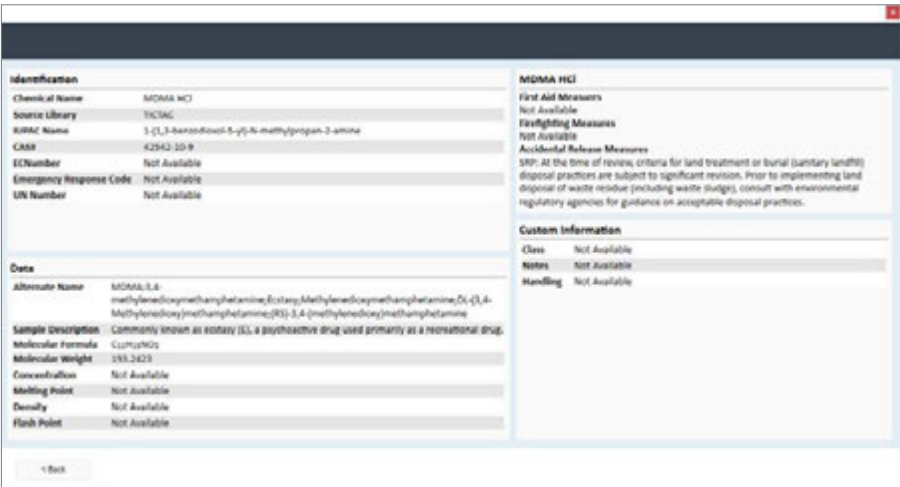 Identification
Chemical Name MDMA HCl
Source Library TICTAC
IUPAC Name 1-(1,3-benzodioxol-5-yl)-N-methylpropan-2-amine
CAS# 42542-10-9
ECNumber Not Available
Emergency Response Code Not Available
UN Number Not Available
Data
Alternate Name MDMA;3,4-
methylenedioxymethamphetamine;Ecstasy;Methylenedioxymethamphetamine;DL-(3,4-
Methylenedioxy)methamphetamine;(RS)-3,4-(methylenedioxy)methamphetamine
Sample Description Commonly known as ecstasy (E), a psychoactive drug used primarily as a recreational drug.
Molecular Formula C₁₁H₁₅NO₂
Molecular Weight 193.2423
Concentration Not Available
Melting Point Not Available
Density Not Available
Flash Point Not Available
< Back
MDMA HCl
First Aid Measures
Not Available
Firefighting Measures
Not Available
Accidental Release Measures
SRP: At the time of review, criteria for land treatment or burial (sanitary landfill)
disposal practices are subject to significant revision. Prior to implementing land
disposal of waste residue (including waste sludge), consult with environmental
regulatory agencies for guidance on acceptable disposal practices.
Custom Information
Class Not Available
Notes Not Available
Handling Not Available